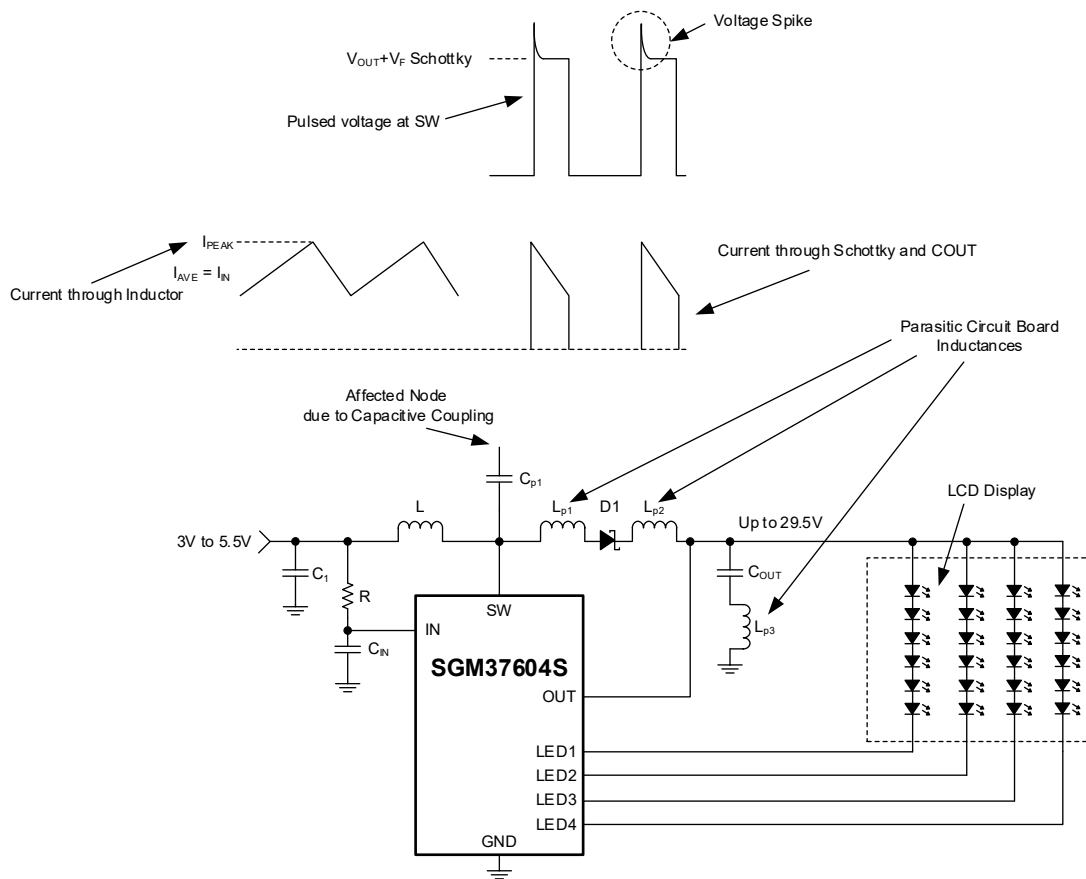 Voltage Spike
VOUT+VF Schottky
Pulsed voltage at SW
IPEAK
IAVE = IIN
Current through Inductor
Current through Schottky and COUT
Parasitic Circuit Board
Inductances
Affected Node
due to Capacitive Coupling
Cp1
L
Lp1
D1
Lp2
Up to 29.5V
LCD Display
3V to 5.5V
C1
R
COUT
SW
IN
CIN
Lp3
SGM37604S
OUT
LED1
LED2
LED3
LED4
GND